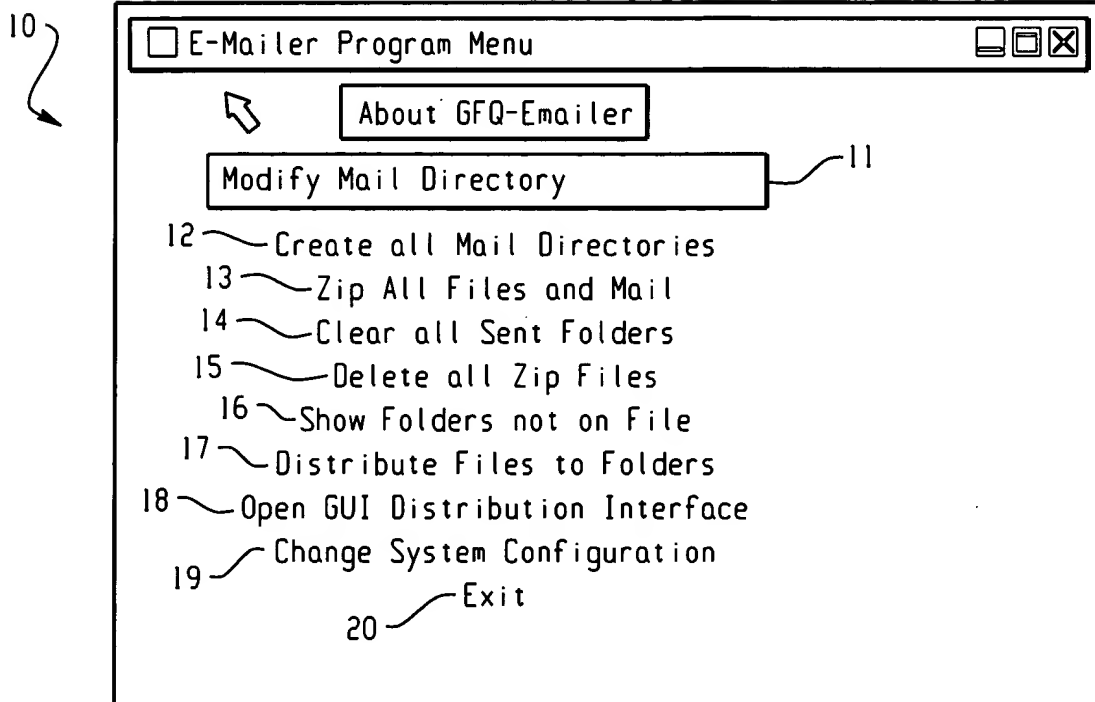 10
E-Mailer Program Menu
About GFQ-Emailer
Modify Mail Directory 11
12 Create all Mail Directories
13 Zip All Files and Mail
14 Clear all Sent Folders
15 Delete all Zip Files
16 Show Folders not on File
17 Distribute Files to Folders
18 Open GUI Distribution Interface
19 Change System Configuration
20 Exit